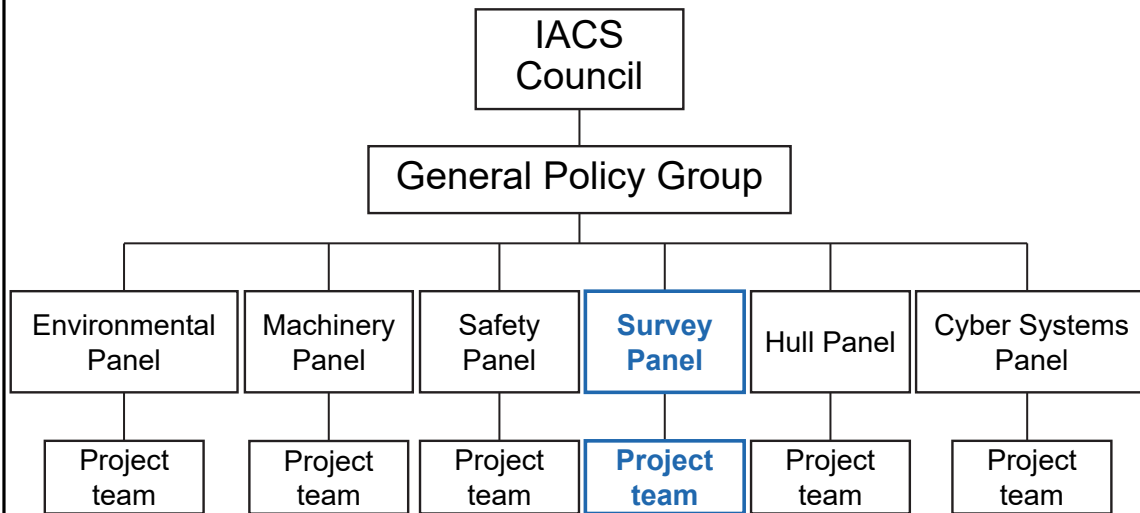 IACS
Council
General Policy Group
Environmental
Panel
Machinery
Panel
Safety
Panel
Survey
Panel
Hull Panel
Cyber Systems
Panel
Project
team
Project
team
Project
team
Project
team
Project
team
Project
team